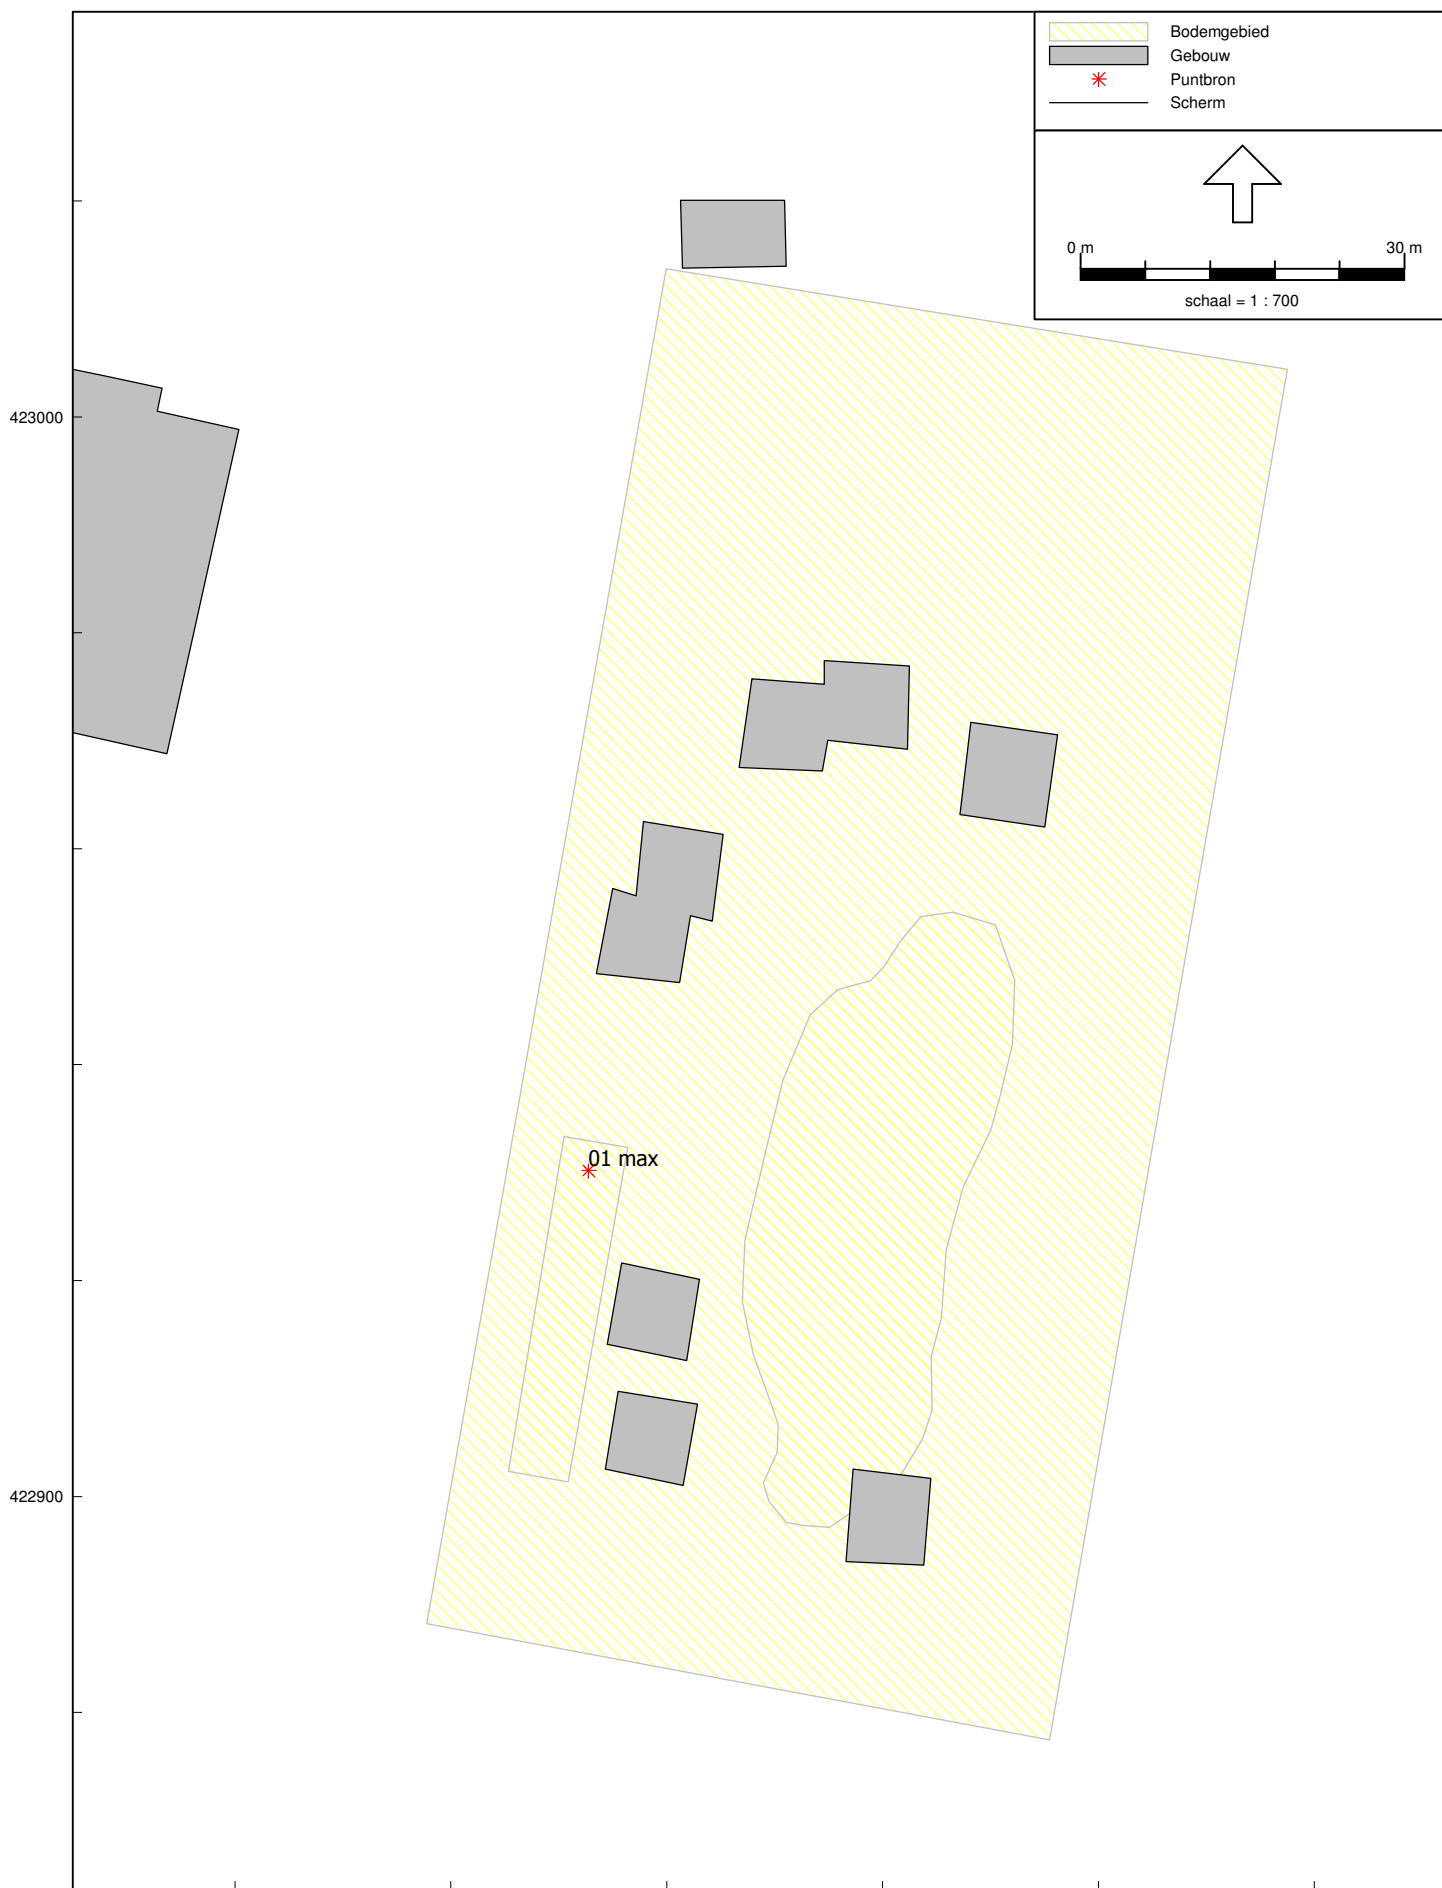 Bodemgebied
Gebouw
Puntbron
Scherm
0 m 30 m
schaal = 1 : 700
423000
01 max
422900